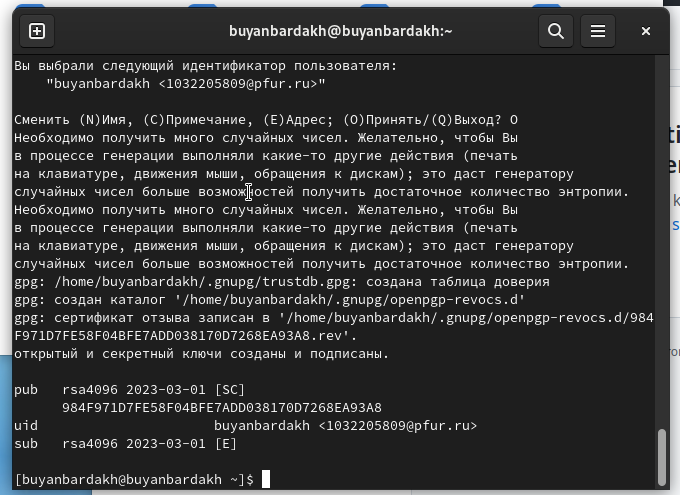 buyanbardakh@buyanbardakh:~
Вы выбрали следующий идентификатор пользователя:
"buyanbardakh <1032205809@pfur.ru>"
Сменить (N)Имя, (C)Примечание, (E)Адрес; (O)Принять/(Q)Выход? O
Необходимо получить много случайных чисел. Желательно, чтобы Вы
в процессе генерации выполняли какие-то другие действия (печать
на клавиатуре, движения мыши, обращения к дискам); это даст генератору
случайных чисел больше возможностей получить достаточное количество энтропии.
Необходимо получить много случайных чисел. Желательно, чтобы Вы
в процессе генерации выполняли какие-то другие действия (печать
на клавиатуре, движения мыши, обращения к дискам); это даст генератору
случайных чисел больше возможностей получить достаточное количество энтропии.
gpg: /home/buyanbardakh/.gnupg/trustdb.gpg: создана таблица доверия
gpg: создан каталог '/home/buyanbardakh/.gnupg/openpgp-revocs.d'
gpg: сертификат отзыва записан в '/home/buyanbardakh/.gnupg/openpgp-revocs.d/984
F971D7FE58F04BFE7ADD038170D7268EA93A8.rev'.
открытый и секретный ключи созданы и подписаны.
pub   rsa4096 2023-03-01 [SC]
984F971D7FE58F04BFE7ADD038170D7268EA93A8
uid                      buyanbardakh <1032205809@pfur.ru>
sub   rsa4096 2023-03-01 [E]
[buyanbardakh@buyanbardakh ~]$